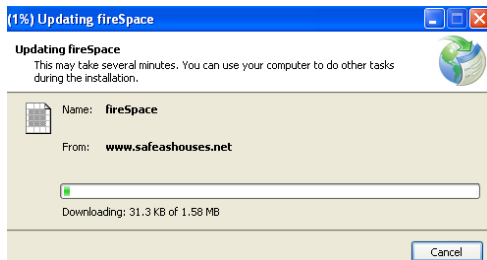 (1%) Updating fireSpace
Updating fireSpace
This may take several minutes. You can use your computer to do other tasks
during the installation.
Name: fireSpace
From: www.safeashouses.net
Downloading: 31.3 KB of 1.58 MB
Cancel